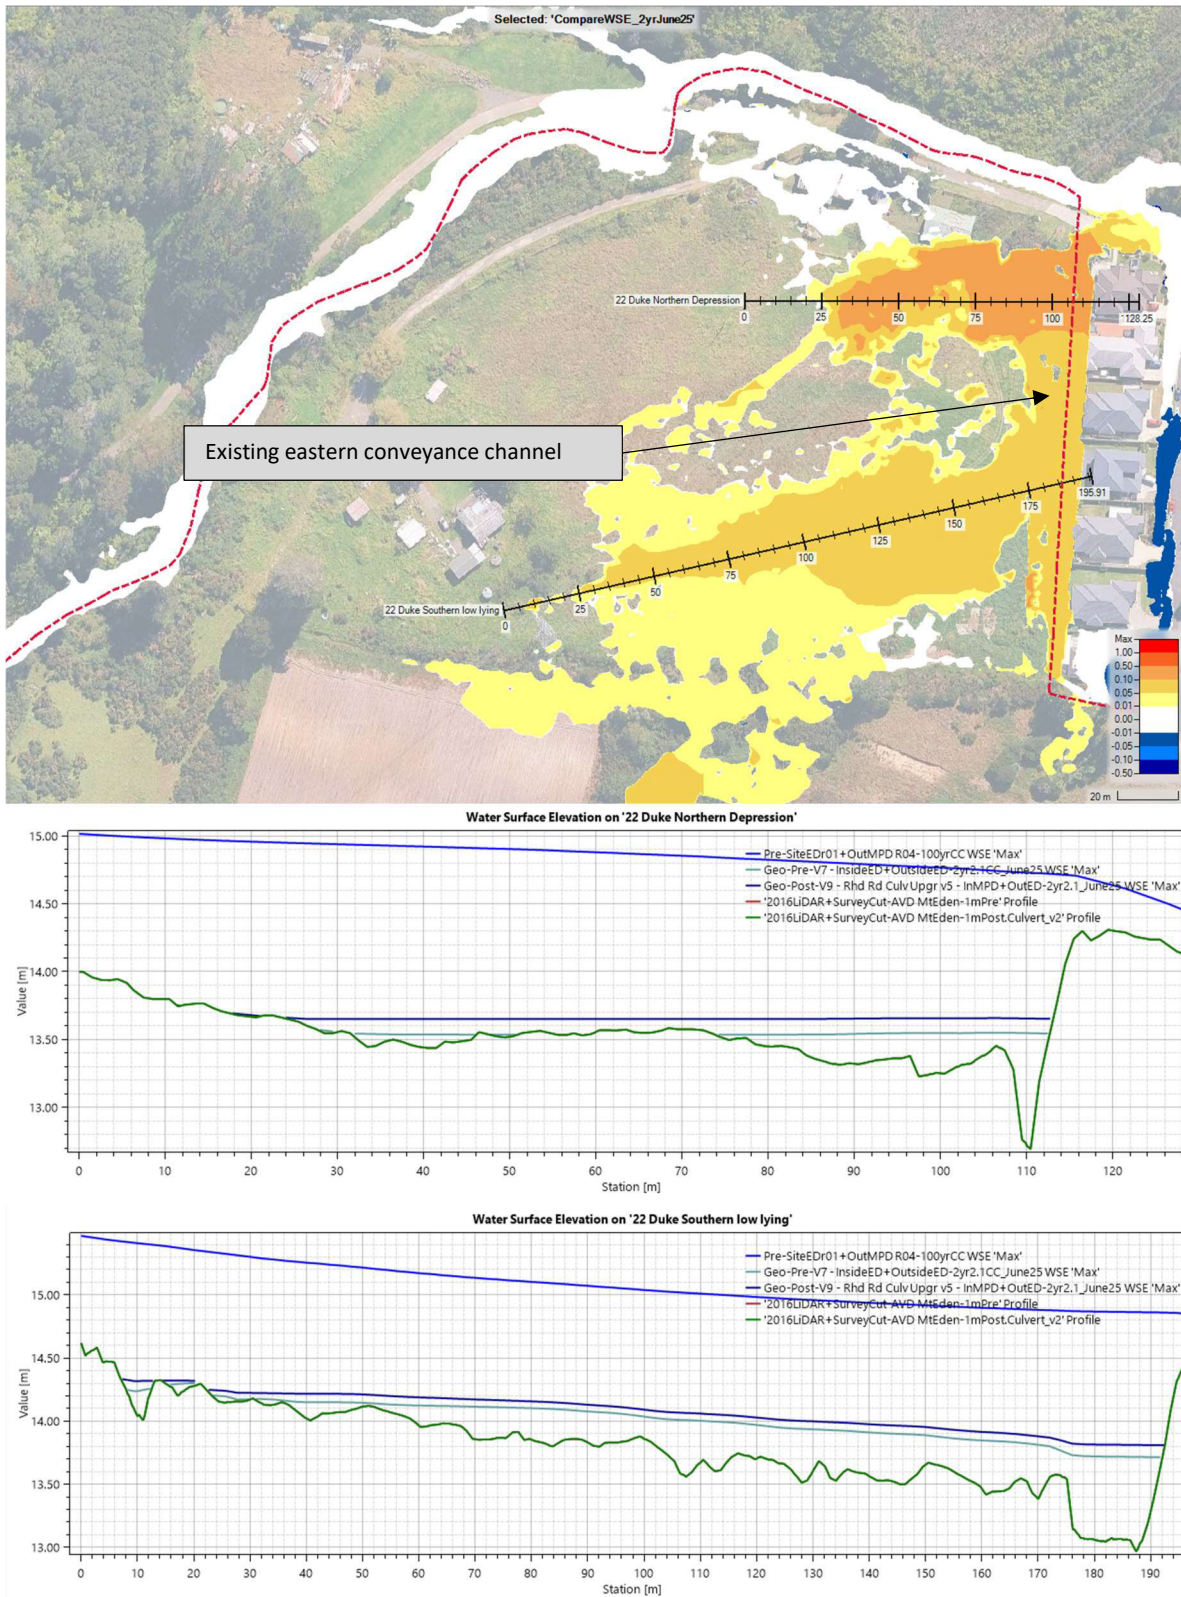 Selected: 'CompareWSE_2yrJune25'
22 Duke Northern Depression
0 25 50 75 100 128.25
Existing eastern conveyance channel
22 Duke Southern low lying
0 25 50 75 100 125 150 175 195.91
Max
1.00
0.50
0.10
0.05
0.01
0.00
-0.01
-0.05
-0.10
-0.50
20 m
Water Surface Elevation on '22 Duke Northern Depression'
Pre-SiteEDr01+OutMPD R04-100yrCC WSE 'Max'
Geo-Pre-V7 - InsideED+OutsideED-2yr2.1CC_June25 WSE 'Max'
Geo-Post-V9 - Rhd Rd Culv Upgr v5 - InMPD+OutED-2yr2.1_June25 WSE 'Max'
'2016LiDAR+SurveyCut-AVD MtEden-1mPre' Profile
'2016LiDAR+SurveyCut-AVD MtEden-1mPost.Culvert_v2' Profile
Value [m]
15.00
14.50
14.00
13.50
13.00
0 10 20 30 40 50 60 70 80 90 100 110 120
Station [m]
Water Surface Elevation on '22 Duke Southern low lying'
Pre-SiteEDr01+OutMPD R04-100yrCC WSE 'Max'
Geo-Pre-V7 - InsideED+OutsideED-2yr2.1CC_June25 WSE 'Max'
Geo-Post-V9 - Rhd Rd Culv Upgr v5 - InMPD+OutED-2yr2.1_June25 WSE 'Max'
'2016LiDAR+SurveyCut-AVD MtEden-1mPre' Profile
'2016LiDAR+SurveyCut-AVD MtEden-1mPost.Culvert_v2' Profile
Value [m]
15.00
14.50
14.00
13.50
13.00
0 10 20 30 40 50 60 70 80 90 100 110 120 130 140 150 160 170 180 190
Station [m]